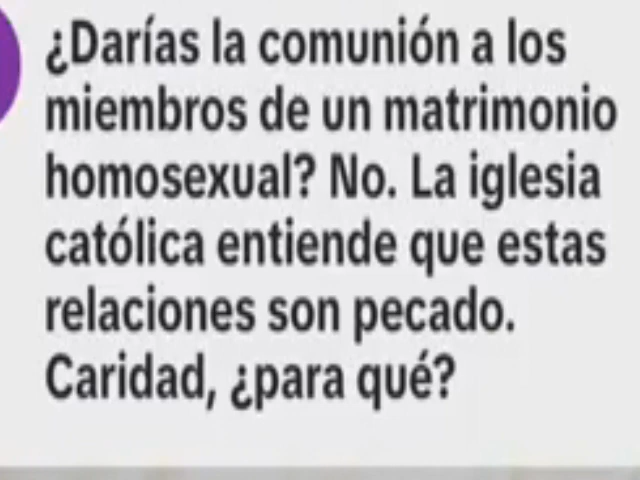 ¿Darías la comunión a los
miembros de un matrimonio
homosexual? No. La iglesia
católica entiende que estas
relaciones son pecado.
Caridad, ¿para qué?